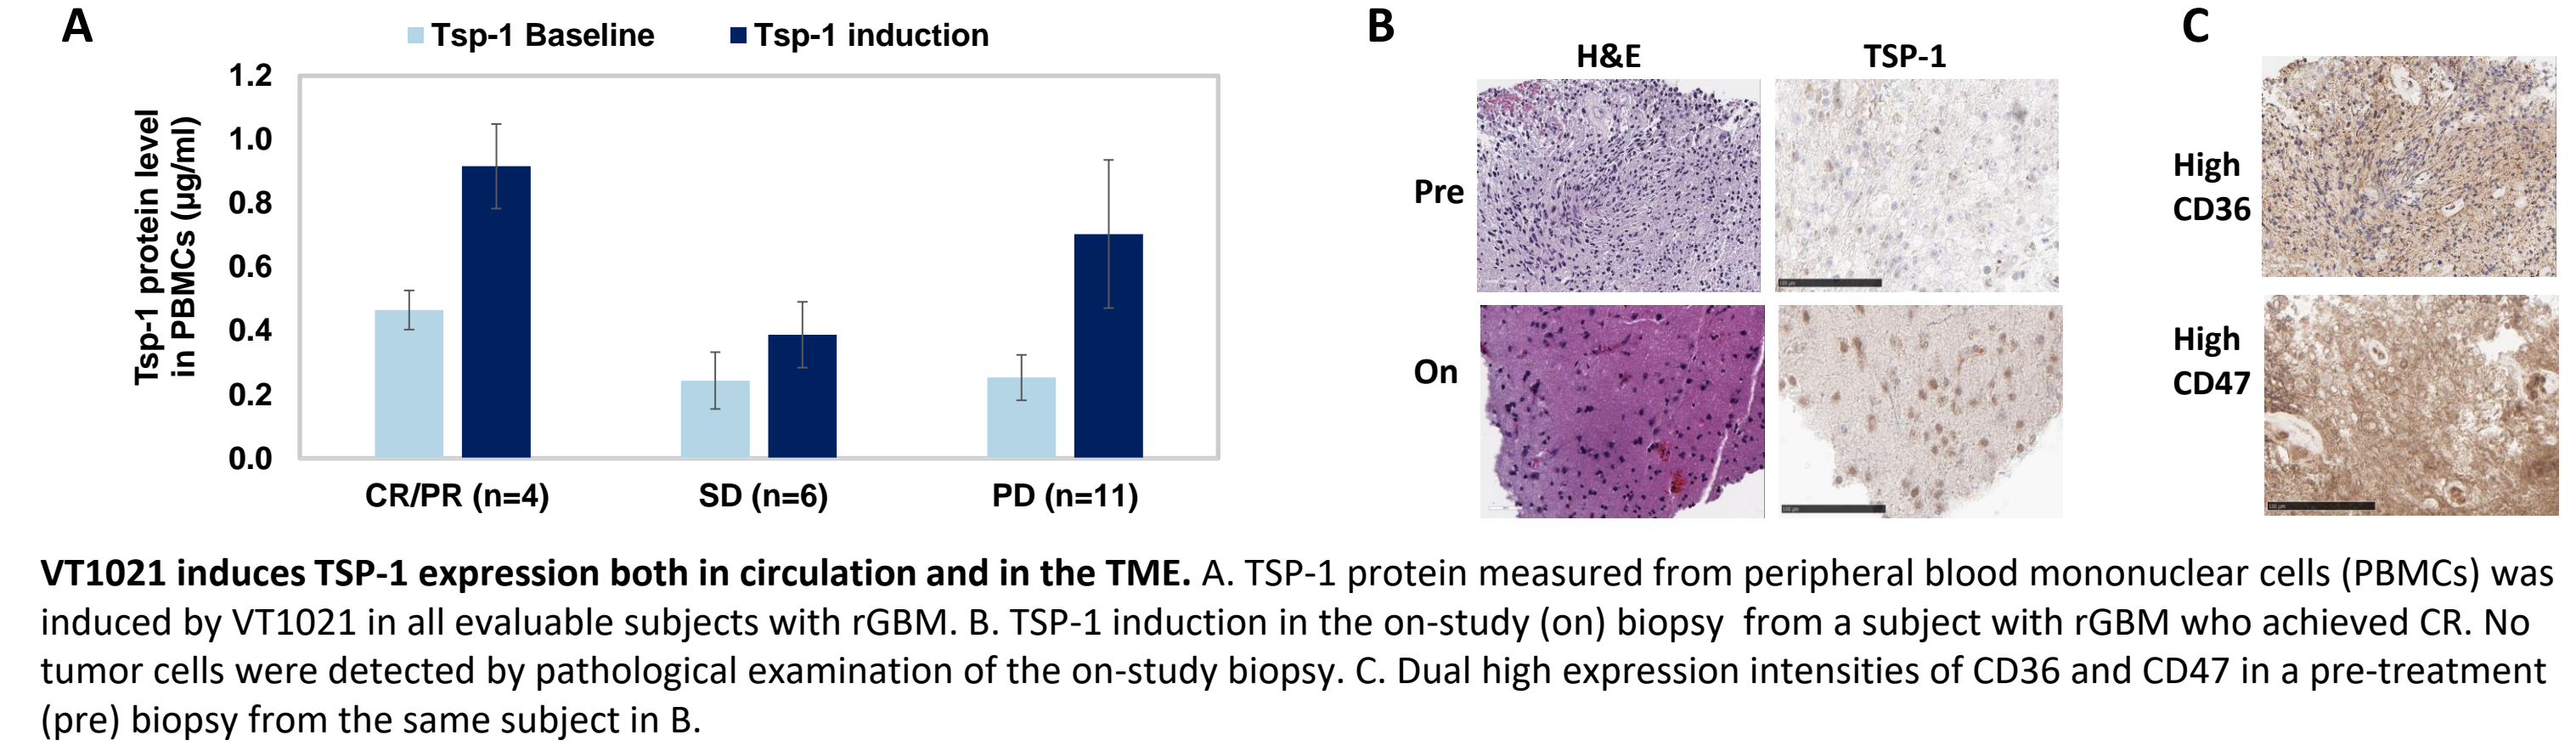 A
Tsp-1 Baseline
Tsp-1 induction
Tsp-1 protein level
in PBMCs (µg/ml)
1.2
1.0
0.8
0.6
0.4
0.2
0.0
CR/PR (n=4)
SD (n=6)
PD (n=11)
B
H&E
TSP-1
Pre
On
100 µm
100 µm
C
High
CD36
High
CD47
100 µm
VT1021 induces TSP-1 expression both in circulation and in the TME. A. TSP-1 protein measured from peripheral blood mononuclear cells (PBMCs) was
induced by VT1021 in all evaluable subjects with rGBM. B. TSP-1 induction in the on-study (on) biopsy  from a subject with rGBM who achieved CR. No
tumor cells were detected by pathological examination of the on-study biopsy. C. Dual high expression intensities of CD36 and CD47 in a pre-treatment
(pre) biopsy from the same subject in B.